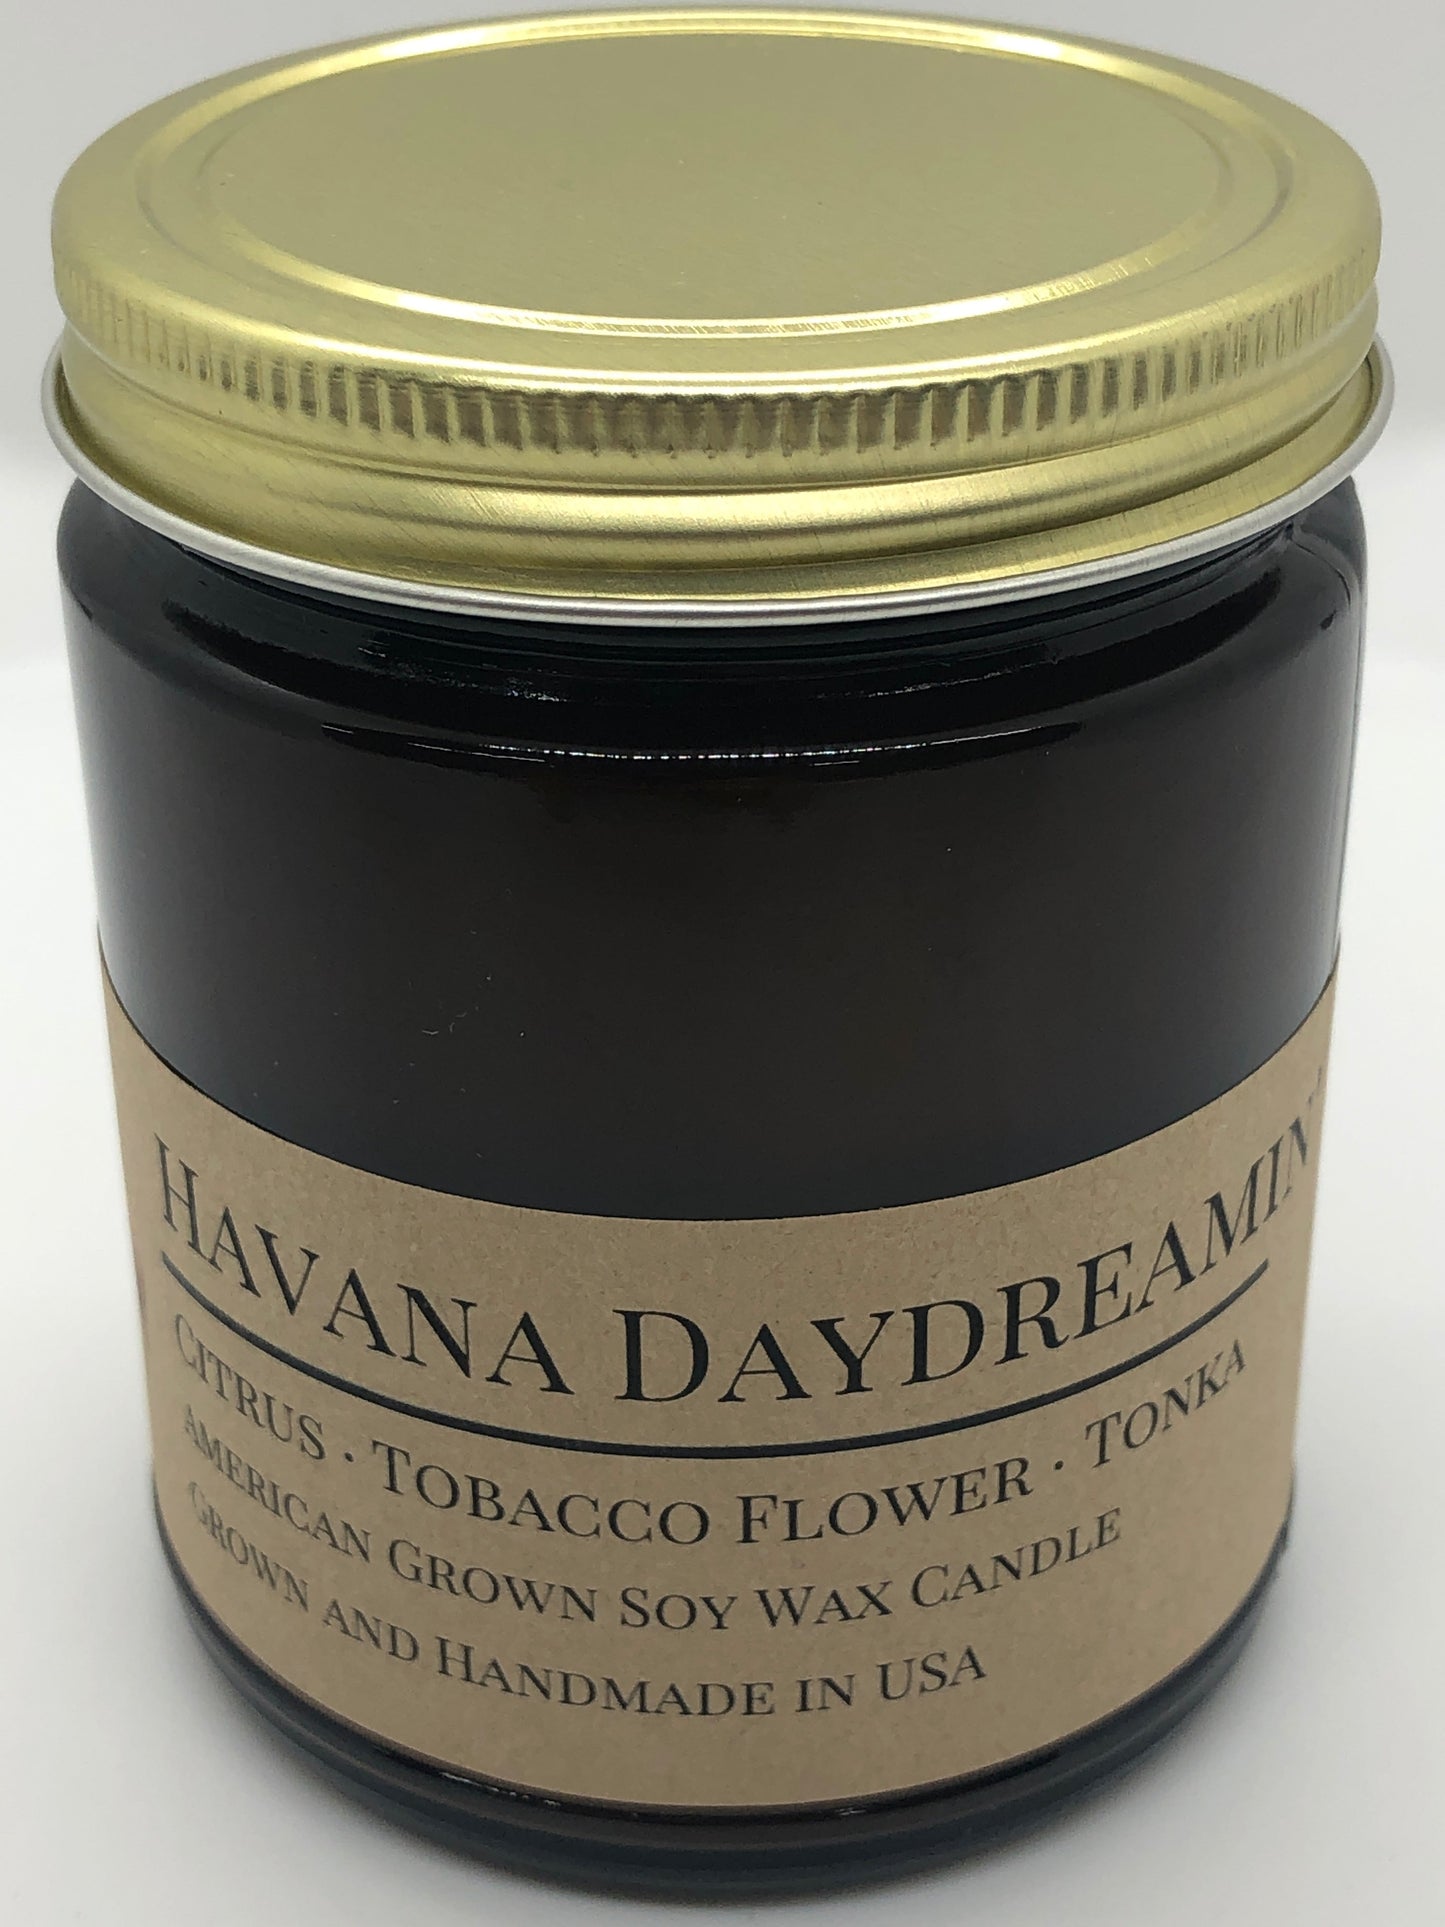 HAVANA DAYDREAMIN'
CITRUS · TOBACCO FLOWER · TONKA
AMERICAN GROWN SOY WAX CANDLE
GROWN AND HANDMADE IN USA